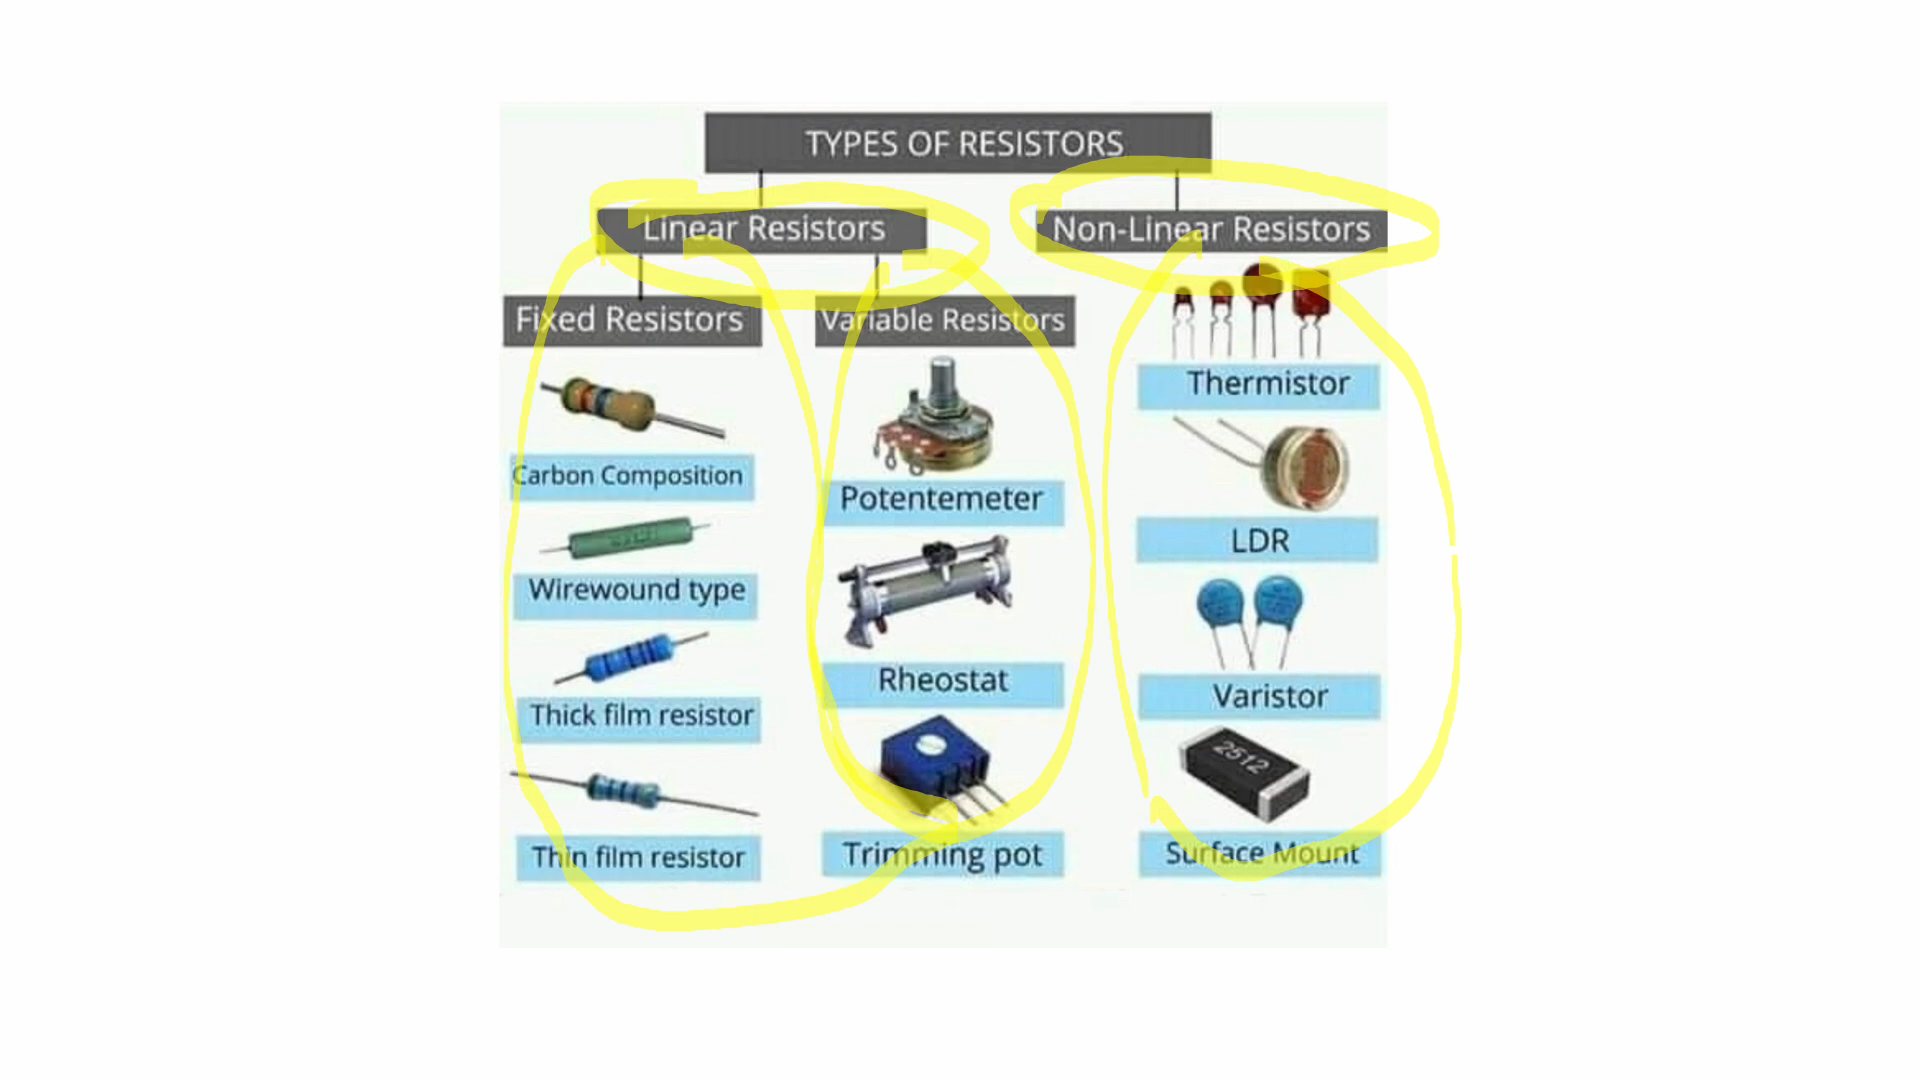 TYPES OF RESISTORS
Linear Resistors
Non-Linear Resistors
Fixed Resistors
Variable Resistors
Carbon Composition
Wirewound type
Thick film resistor
Thin film resistor
Potentemeter
Rheostat
Trimming pot
Thermistor
LDR
Varistor
2512
Surface Mount